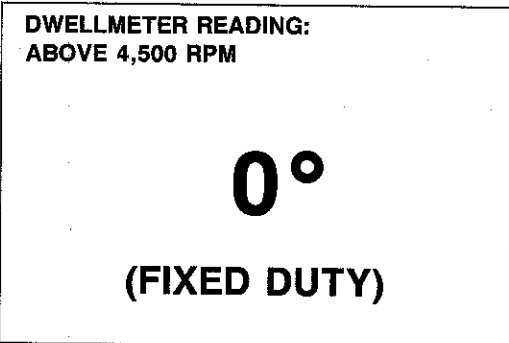 DWELLMETER READING:
ABOVE 4,500 RPM
0°
(FIXED DUTY)